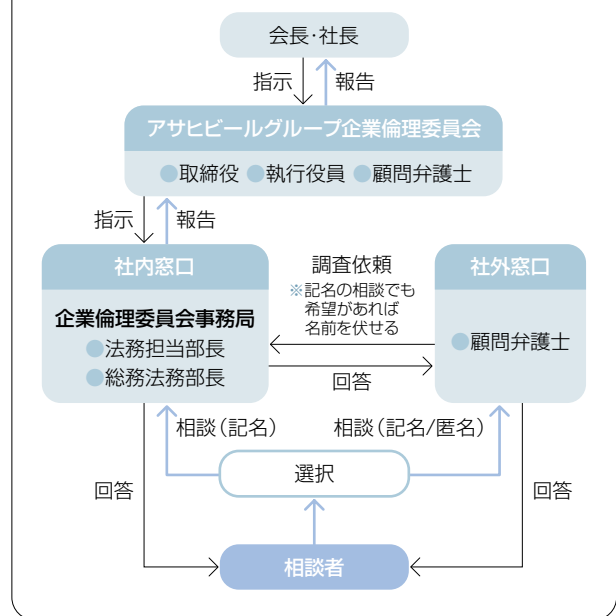 会長・社長
指示
報告
アサヒビールグループ企業倫理委員会
●取締役 ●執行役員 ●顧問弁護士
指示
報告
社内窓口
企業倫理委員会事務局
●法務担当部長
●総務法務部長
調査依頼
※記名の相談でも
希望があれば
名前を伏せる
回答
社外窓口
●顧問弁護士
相談（記名）
相談（記名/匿名）
選択
回答
回答
相談者